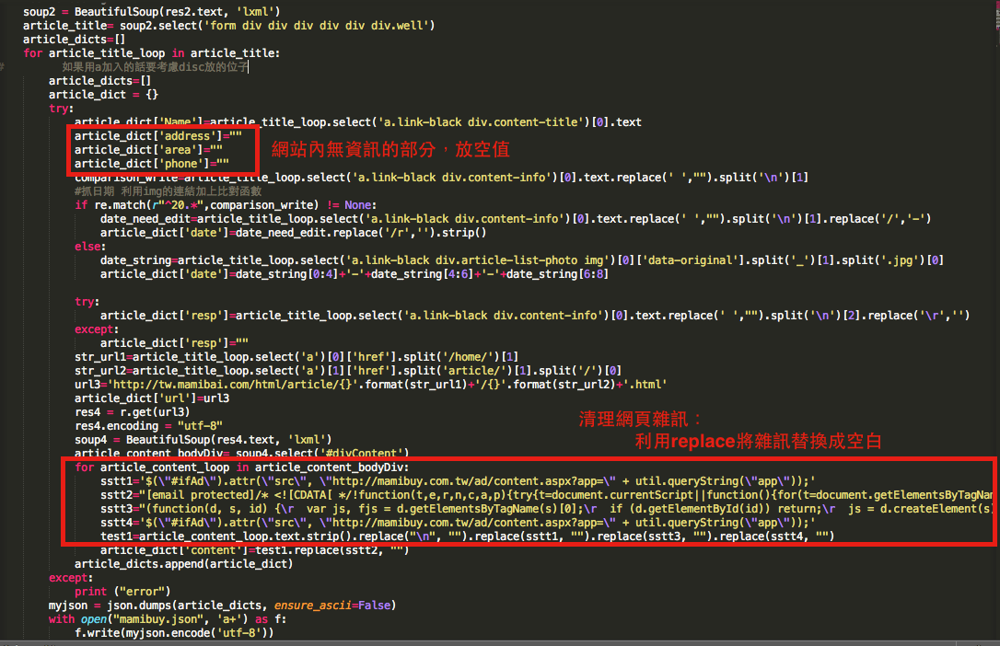 soup2 = BeautifulSoup(res2.text, 'lxml')
article_title= soup2.select('form div div div div div div.well')
article_dicts=[]
for article_title_loop in article_title:
# 如果用a加入的話要考慮disc放的位子
article_dicts=[]
article_dict = {}
try:
article_dict['Name']=article_title_loop.select('a.link-black div.content-title')[0].text
article_dict['address']=""
article_dict['area']=""
article_dict['phone']=""
網站內無資訊的部分，放空值
comparison_write=article_title_loop.select('a.link-black div.content-info')[0].text.replace(' ',"").split('\n')[1]
#抓日期 利用img的連結加上比對函數
if re.match(r"^20.*",comparison_write) != None:
date_need_edit=article_title_loop.select('a.link-black div.content-info')[0].text.replace(' ',"").split('\n')[1].replace('/','-')
article_dict['date']=date_need_edit.replace('/r','').strip()
else:
date_string=article_title_loop.select('a.link-black div.article-list-photo img')[0]['data-original'].split('_')[1].split('.jpg')[0]
article_dict['date']=date_string[0:4]+'-'+date_string[4:6]+'-'+date_string[6:8]
try:
article_dict['resp']=article_title_loop.select('a.link-black div.content-info')[0].text.replace(' ',"").split('\n')[2].replace('\r','')
except:
article_dict['resp']=""
str_url1=article_title_loop.select('a')[0]['href'].split('/home/')[1]
str_url2=article_title_loop.select('a')[1]['href'].split('article/')[1].split('/')[0]
url3='http://tw.mamibai.com/html/article/{}'.format(str_url1)+'/{}'.format(str_url2)+'.html'
article_dict['url']=url3
res4 = r.get(url3)
res4.encoding = "utf-8"
soup4 = BeautifulSoup(res4.text, 'lxml')
article_content_bodyDiv= soup4.select('#divContent')
清理網頁雜訊：
利用replace將雜訊替換成空白
for article_content_loop in article_content_bodyDiv:
sstt1='$(\"#ifAd\").attr(\"src\", \"http://mamibuy.com.tw/ad/content.aspx?app=\" + util.queryString(\"app\"));'
sstt2="[email protected]/* <![CDATA[ */!function(t,e,r,n,c,a,p){try{t=document.currentScript||function(){for(t=document.getElementsByTagNam
sstt3="(function(d, s, id) {\r  var js, fjs = d.getElementsByTagName(s)[0];\r  if (d.getElementById(id)) return;\r  js = d.createElement(s
sstt4='$(\"#ifAd\").attr(\"src\", \"http://mamibuy.com.tw/ad/content.aspx?app=\" + util.queryString(\"app\"));'
test1=article_content_loop.text.strip().replace("\n", "").replace(sstt1, "").replace(sstt3, "").replace(sstt4, "")
article_dict['content']=test1.replace(sstt2, "")
article_dicts.append(article_dict)
except:
print ("error")
myjson = json.dumps(article_dicts, ensure_ascii=False)
with open("mamibuy.json", 'a+') as f:
f.write(myjson.encode('utf-8'))